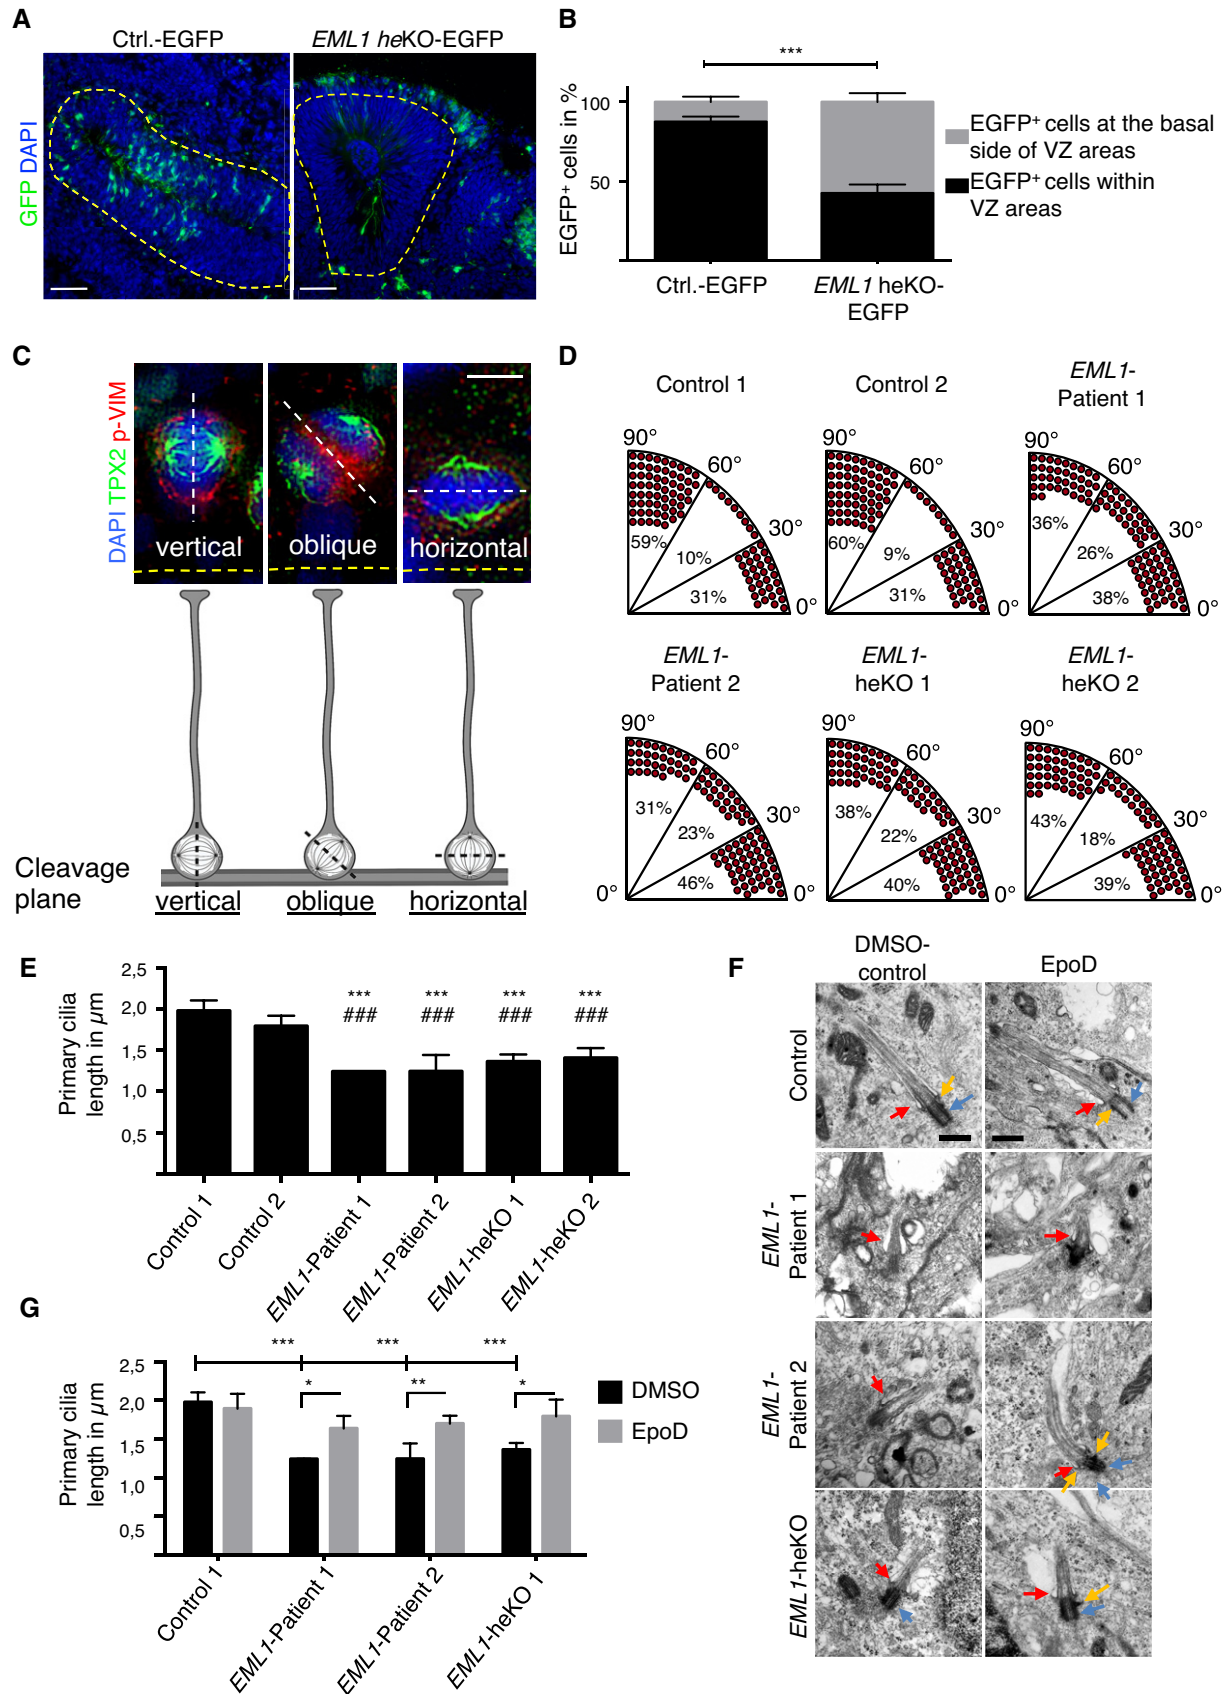 A
Ctrl.-EGFP
EML1 heKO-EGFP
GFP DAPI
B
***
EGFP+ cells in %
100
50
EGFP+ cells at the basal
side of VZ areas
EGFP+ cells within
VZ areas
Ctrl.-EGFP
EML1 heKO-
EGFP
C
DAPI TPX2 p-VIM
vertical
oblique
horizontal
Cleavage
plane
vertical
oblique
horizontal
D
Control 1
90°
60°
30°
0°
59%
10%
31%
Control 2
90°
60°
30°
0°
60%
9%
31%
EML1-
Patient 1
90°
60°
30°
0°
36%
26%
38%
EML1-
Patient 2
90°
60°
30°
0°
0°
31%
23%
46%
EML1-
heKO 1
90°
60°
30°
0°
38%
22%
40%
EML1-
heKO 2
90°
60°
30°
0°
43%
18%
39%
E
Primary cilia
length in µm
2,5
2,0
1,5
1,0
0,5
***
###
***
###
***
###
***
###
Control 1
Control 2
EML1-Patient 1
EML1-Patient 2
EML1-heKO 1
EML1-heKO 2
F
DMSO-
control
EpoD
Control
EML1-
Patient 1
EML1-
Patient 2
EML1-heKO
G
Primary cilia
length in µm
2,5
2,0
1,5
1,0
0,5
***
***
***
*
**
*
DMSO
EpoD
Control 1
EML1-Patient 1
EML1-Patient 2
EML1-heKO 1